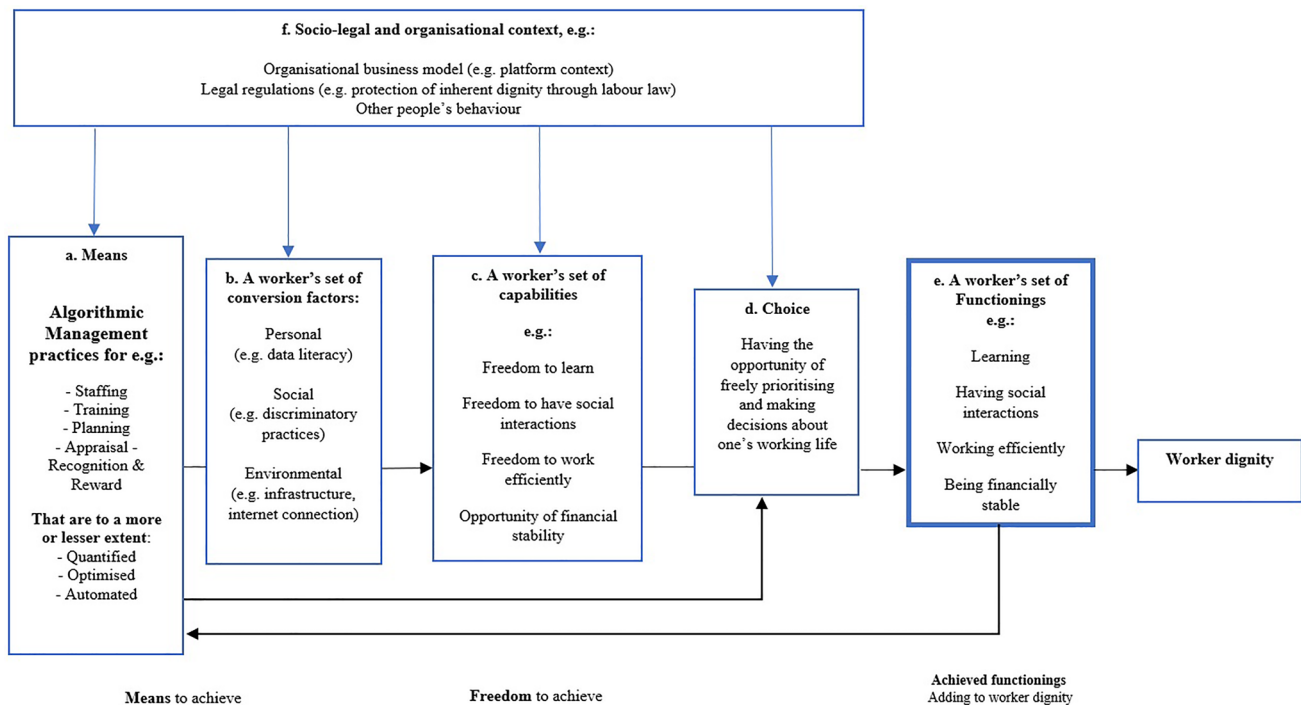 f. Socio-legal and organisational context, e.g.:
Organisational business model (e.g. platform context)
Legal regulations (e.g. protection of inherent dignity through labour law)
Other people's behaviour
a. Means
Algorithmic
Management
practices for e.g.:
- Staffing
- Training
- Planning
- Appraisal -
Recognition &
Reward
That are to a more
or lesser extent:
- Quantified
- Optimised
- Automated
b. A worker's set of
conversion factors:
Personal
(e.g. data literacy)
Social
(e.g. discriminatory
practices)
Environmental
(e.g. infrastructure,
internet connection)
c. A worker's set of
capabilities
e.g.:
Freedom to learn
Freedom to have social
interactions
Freedom to work
efficiently
Opportunity of financial
stability
d. Choice
Having the
opportunity of
freely prioritising
and making
decisions about
one's working life
e. A worker's set of
Functionings
e.g.:
Learning
Having social
interactions
Working efficiently
Being financially
stable
Worker dignity
Means to achieve
Freedom to achieve
Achieved functionings
Adding to worker dignity